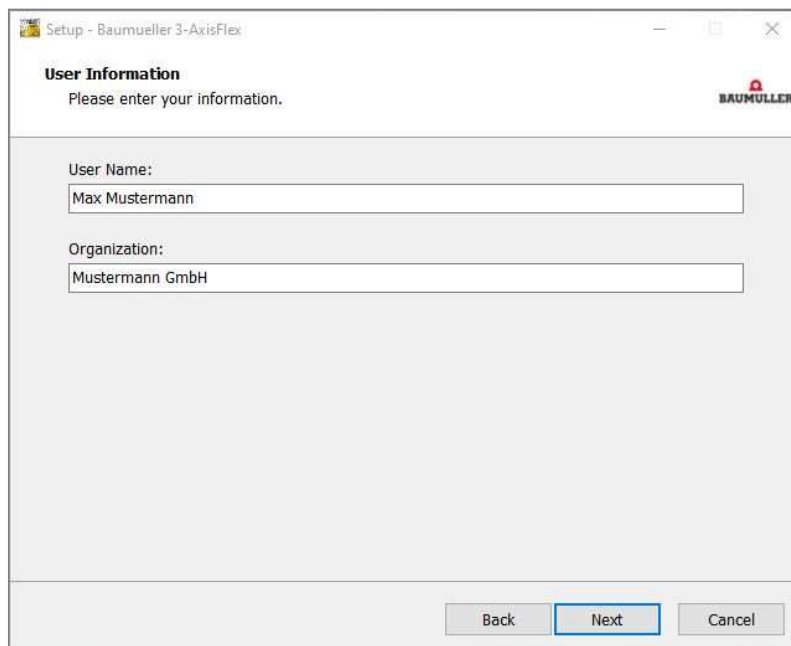 Setup - Baumueller 3-AxisFlex
User Information
Please enter your information.
BAUMÜLLER
User Name:
Max Mustermann
Organization:
Mustermann GmbH
Back Next Cancel